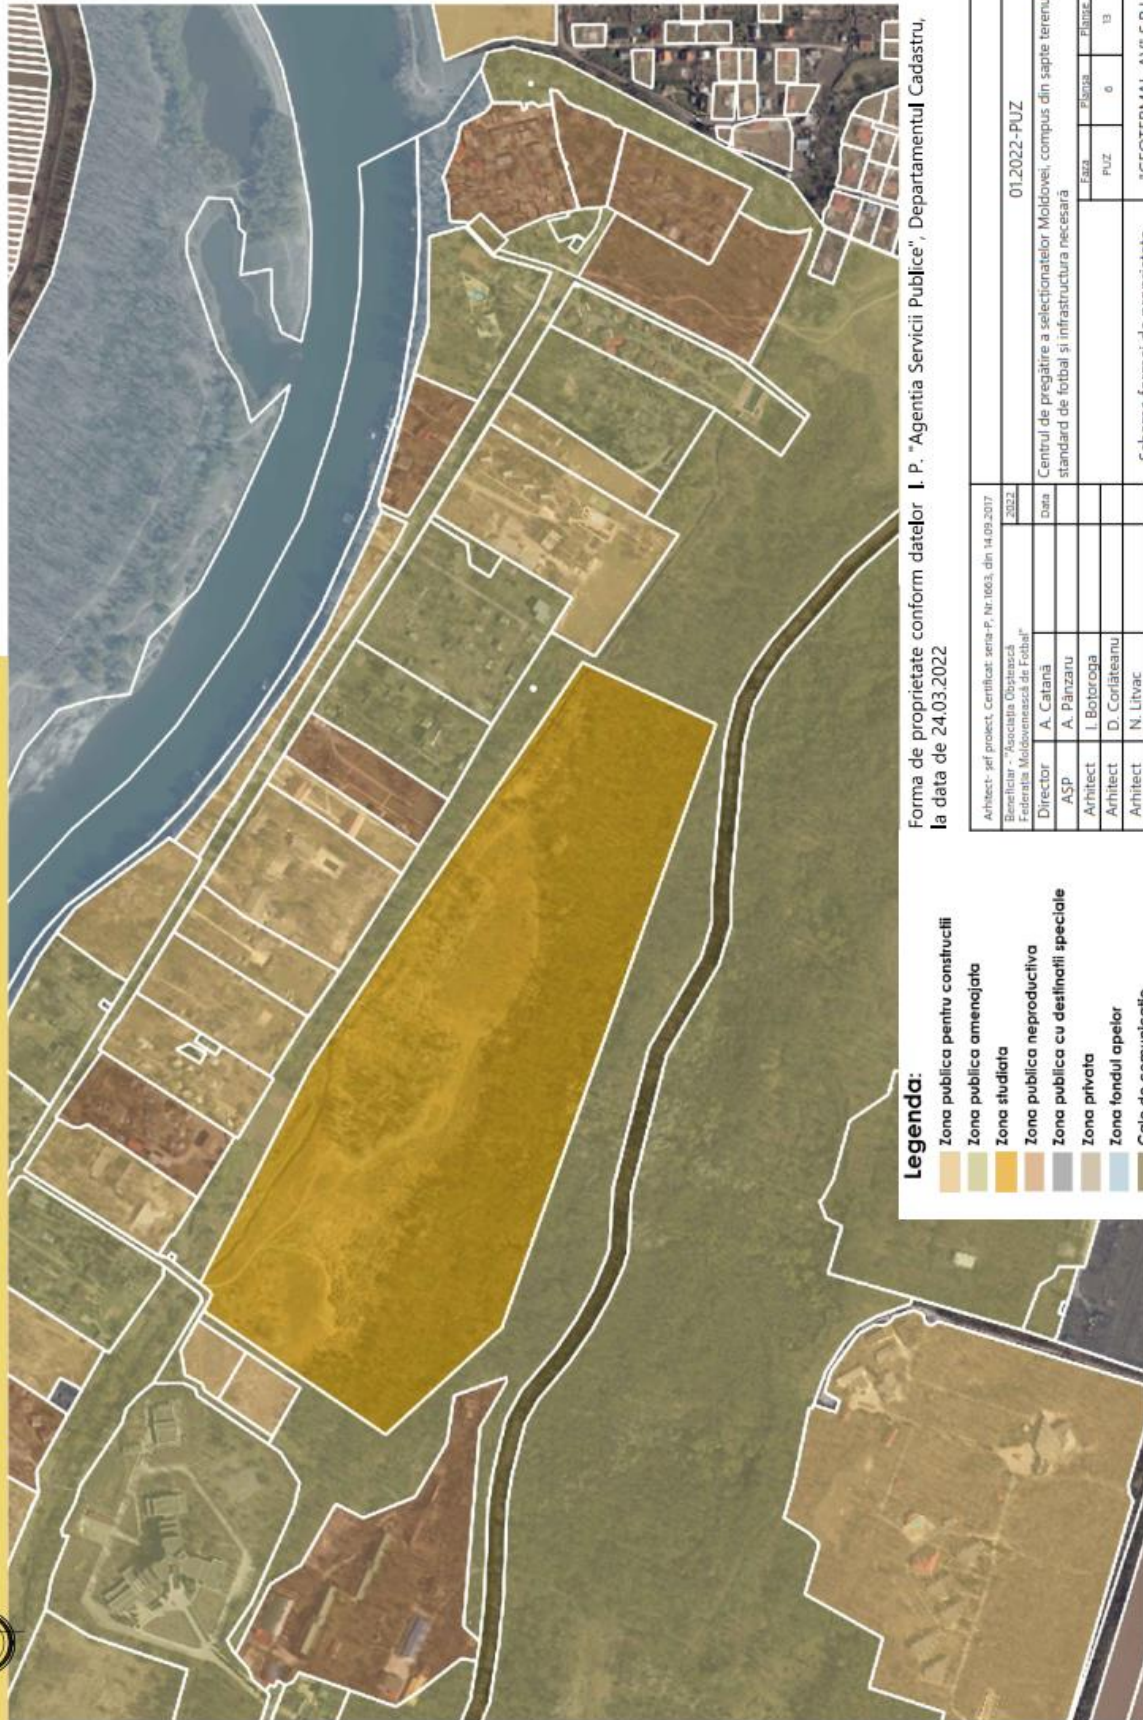 Forma de proprietate conform datelor I. P. "Agentia Servicii Publice", Departamentul Cadastru,
la data de 24.03.2022
Legenda:
Zona publica pentru constructii
Zona publica amenajata
Zona studiata
Zona publica neproductiva
Zona publica cu destinatii speciale
Zona privata
Zona fondul apelor
Arhitect- șef proiect, Certificat: seria-P, Nr.1663, din 14.09.2017
Beneficiar - "Asociația Obștească
Federația Moldovenească de Fotbal"
2022
01.2022-PUZ
Director
A. Catană
Data
Centrul de pregătire a selecționatelor Moldovei, compus din șapte terenu
AȘP
A. Pânzaru
standard de fotbal și infrastructura necesară
Arhitect
I. Botoroga
Faza
Planșa
Planșe
Arhitect
D. Corlăteanu
PUZ
6
13
Arhitect
N. Litvac